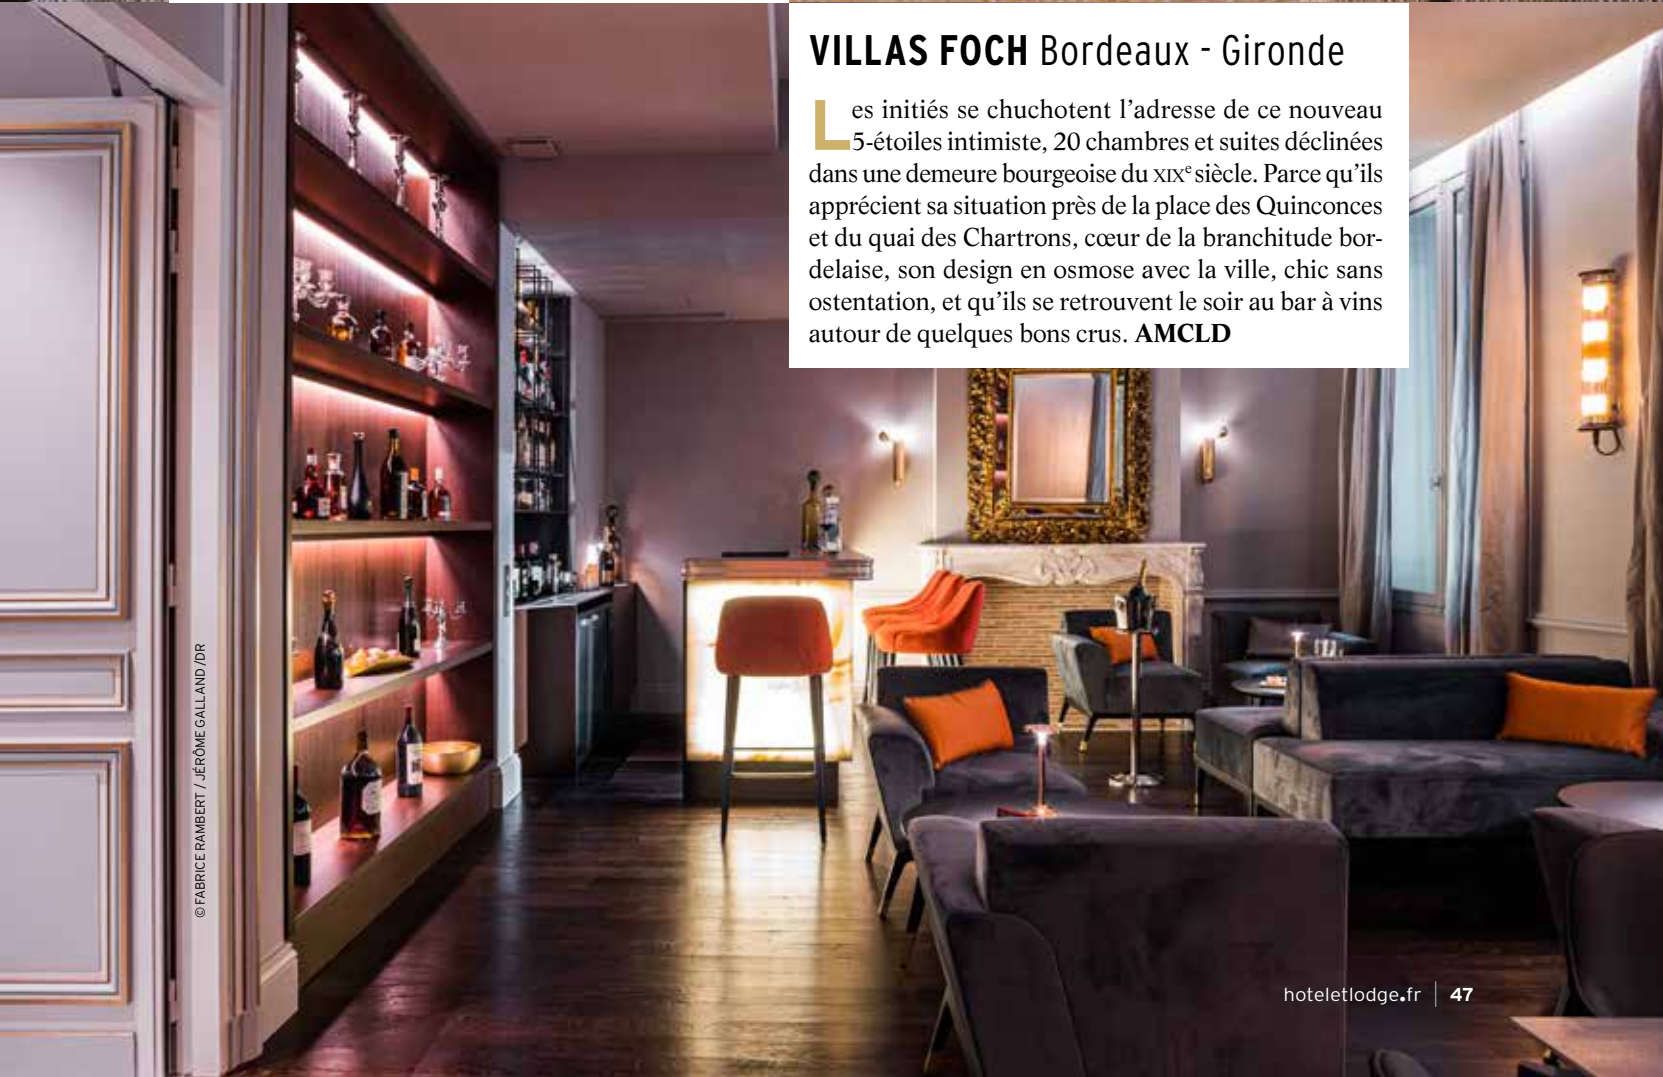 VILLAS FOCH Bordeaux - Gironde
Les initiés se chuchotent l’adresse de ce nouveau
5-étoiles intimiste, 20 chambres et suites déclinées
dans une demeure bourgeoise du XIXe siècle. Parce qu’ils
apprécient sa situation près de la place des Quinconces
et du quai des Chartrons, cœur de la branchitude bor-
delaise, son design en osmose avec la ville, chic sans
ostentation, et qu’ils se retrouvent le soir au bar à vins
autour de quelques bons crus. AMCLD
© FABRICE RAMBERT / JÉRÔME GALLAND /DR
hoteletlodge.fr | 47